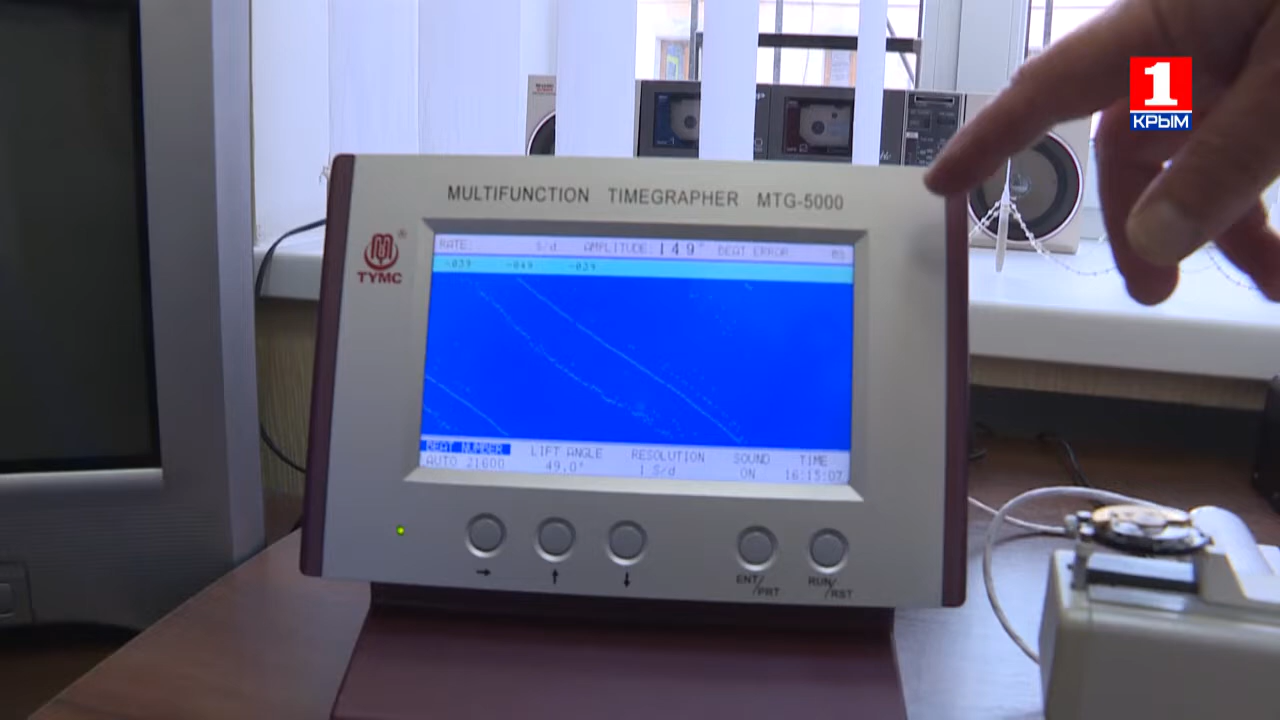 1
КРЫМ
MULTIFUNCTION TIMEGRAPHER MTG-5000
TYMC
RATE: S/d AMPLITUDE: 149° BEAT ERROR
-039 -049 -039
BEAT NUMBER LIFT ANGLE RESOLUTION SOUND TIME
AUTO 21600 49.0° 1 S/d ON 16:15:07
ENT/PRT RUN/RST